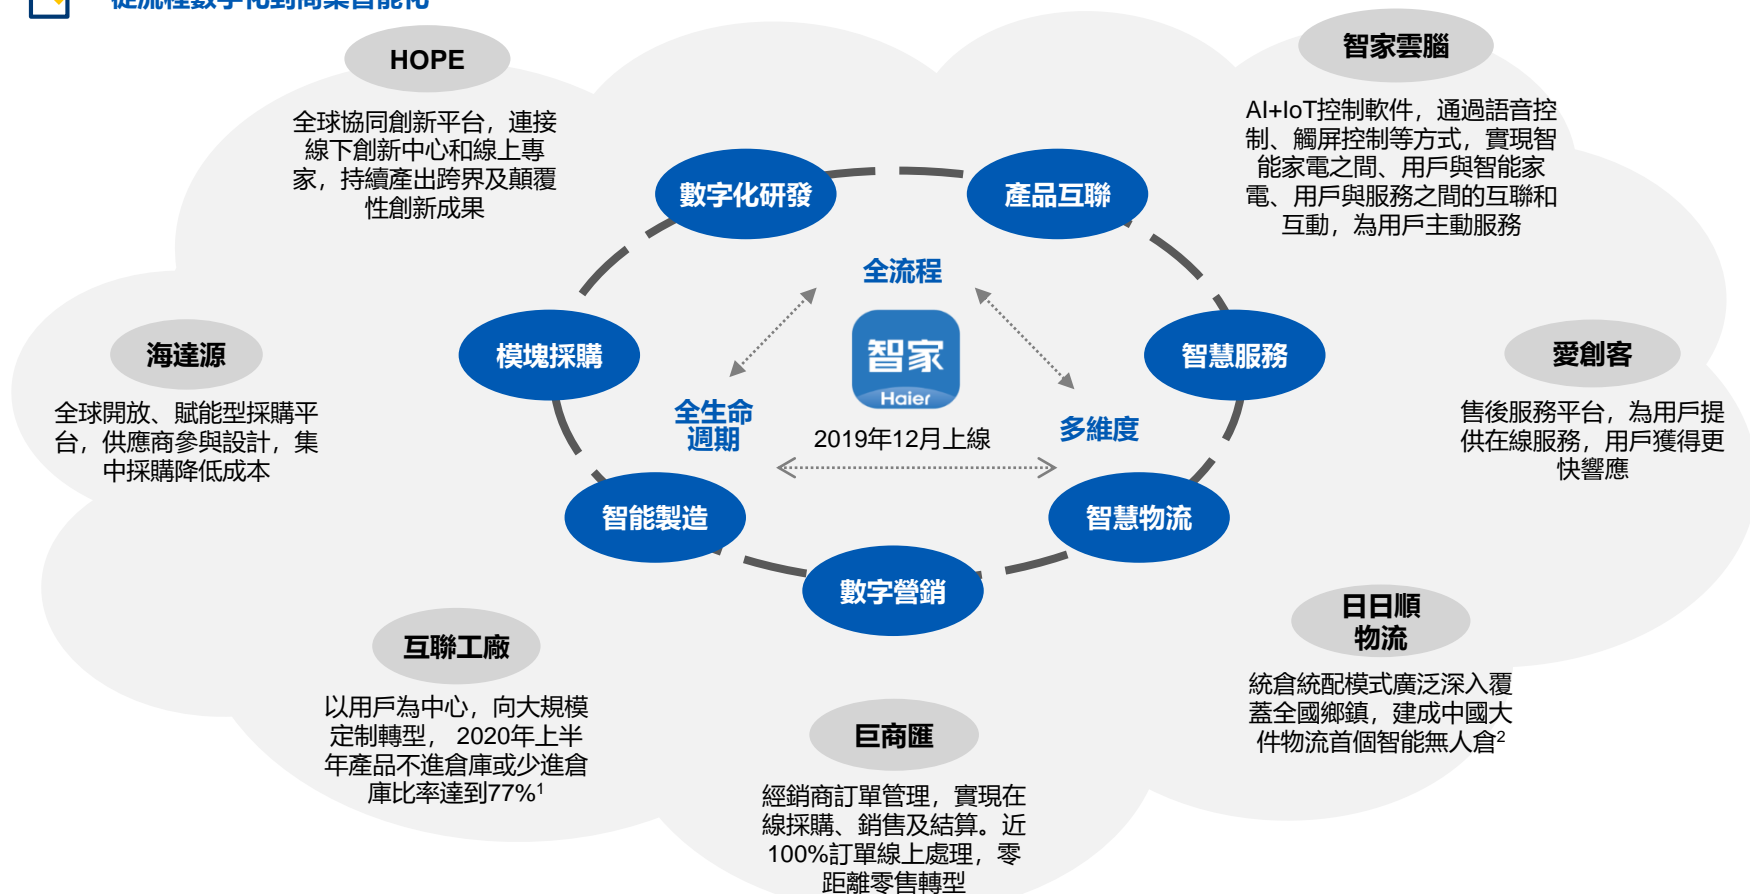 從流程數字化到商業智能化
HOPE
全球協同創新平台，連接
線下創新中心和線上專
家，持續產出跨界及顛覆
性創新成果
智家雲腦
AI+IoT控制軟件，通過語音控
制、觸屏控制等方式，實現智
能家電之間、用戶與智能家
電、用戶與服務之間的互聯和
互動，為用戶主動服務
數字化研發
產品互聯
全流程
海達源
全球開放、賦能型採購平
台，供應商參與設計，集
中採購降低成本
模塊採購
智家
Haier
2019年12月上線
全生命
週期
多維度
智慧服務
愛創客
售後服務平台，為用戶提
供在線服務，用戶獲得更
快響應
智能製造
數字營銷
智慧物流
互聯工廠
以用戶為中心，向大規模
定制轉型， 2020年上半
年產品不進倉庫或少進倉
庫比率達到77%1
巨商匯
經銷商訂單管理，實現在
線採購、銷售及結算。近
100%訂單線上處理，零
距離零售轉型
日日順
物流
統倉統配模式廣泛深入覆
蓋全國鄉鎮，建成中國大
件物流首個智能無人倉2